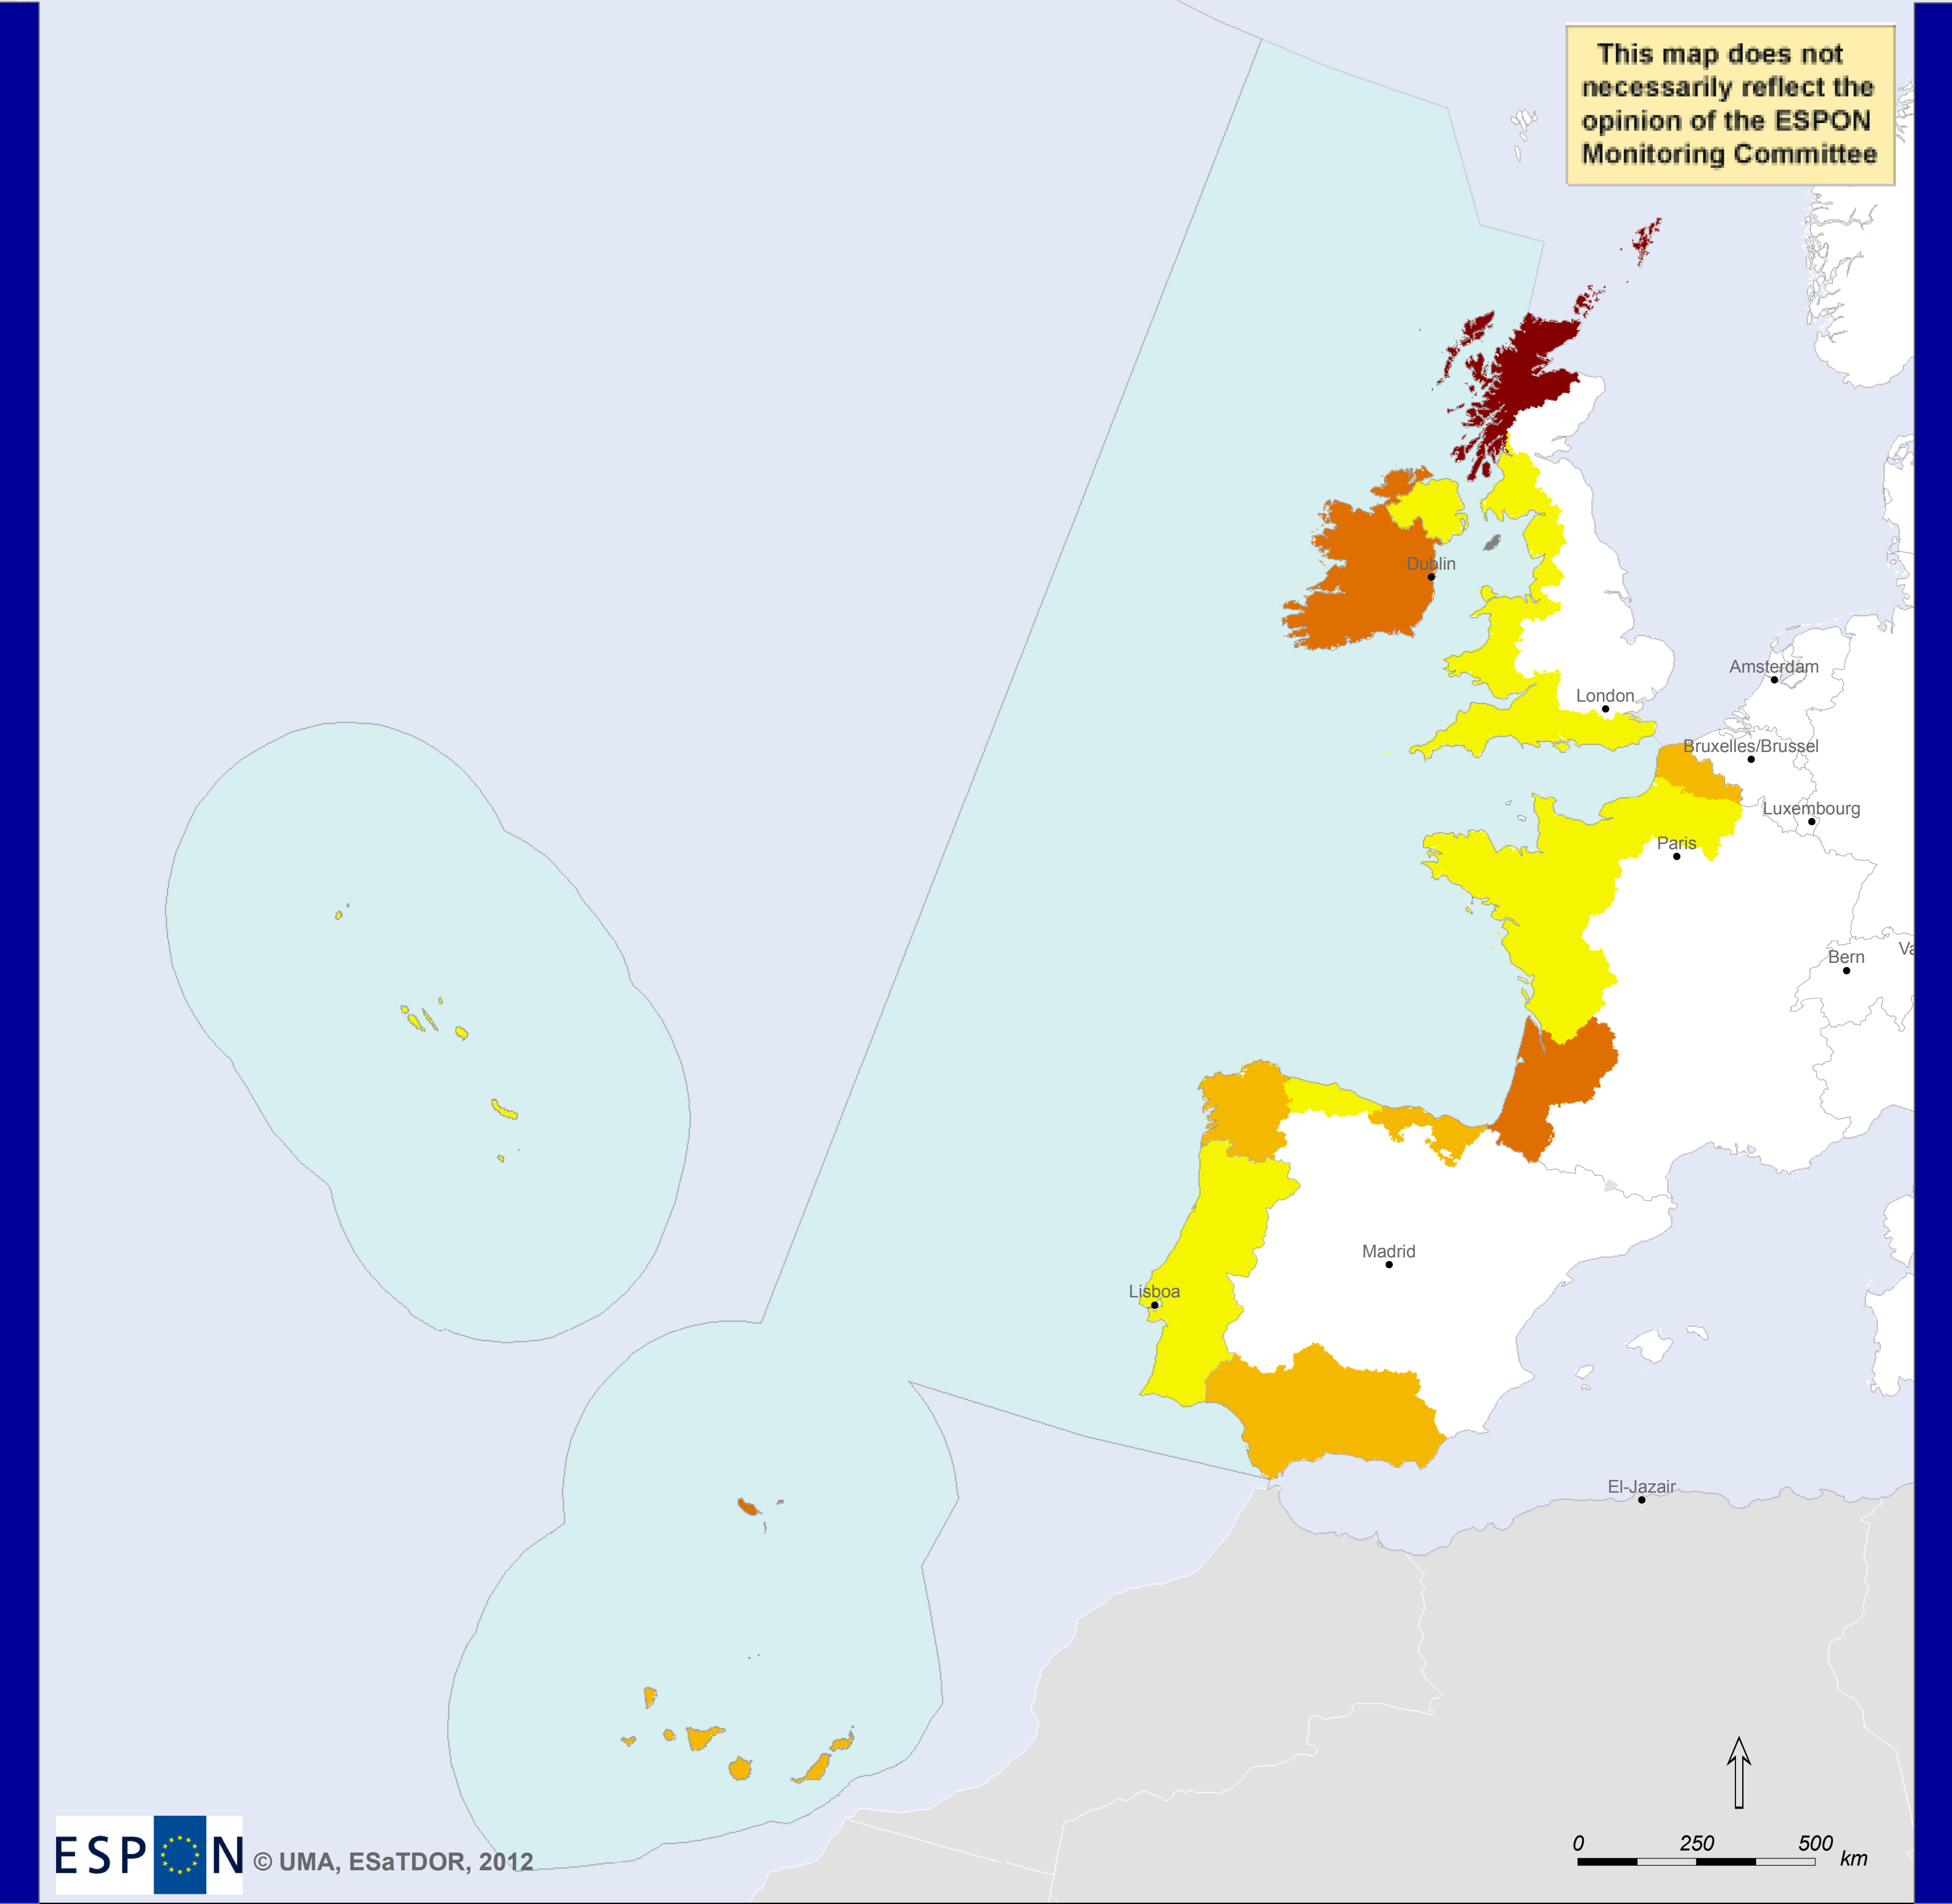 This map does not
necessarily reflect the
opinion of the ESPON
Monitoring Committee
Dublin
Amsterdam
London
Bruxelles/Brussel
Luxembourg
Paris
Va
Bern
Madrid
Lisboa
El-Jazair
0 250 500
km
ESPON © UMA, ESaTDOR, 2012